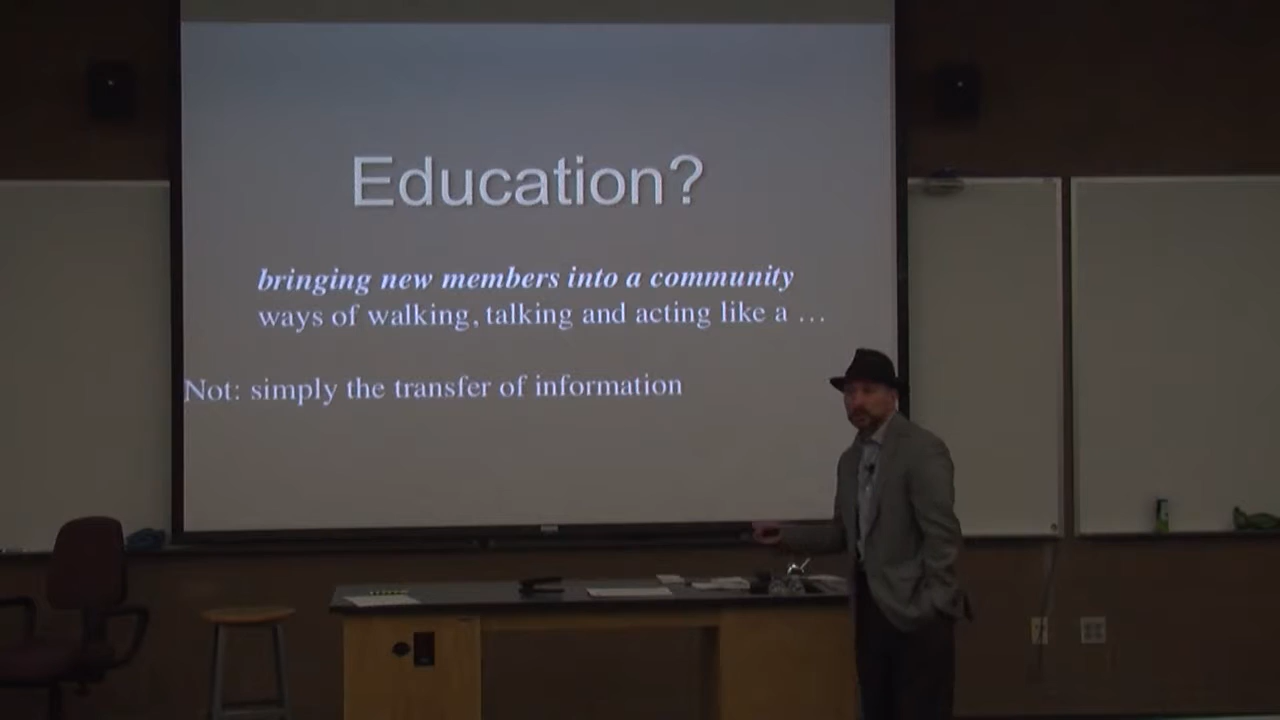 Education?
bringing new members into a community
ways of walking, talking and acting like a …
Not: simply the transfer of information